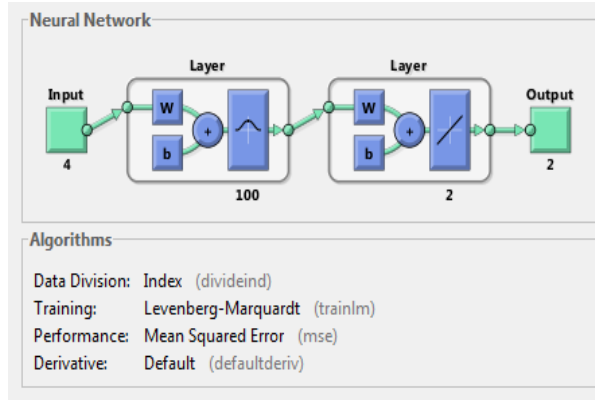 Neural Network
Layer Layer
Input Output
W W
+ +
b b
4 2
100 2
Algorithms
Data Division: Index (divideind)
Training: Levenberg-Marquardt (trainlm)
Performance: Mean Squared Error (mse)
Derivative: Default (defaultderiv)